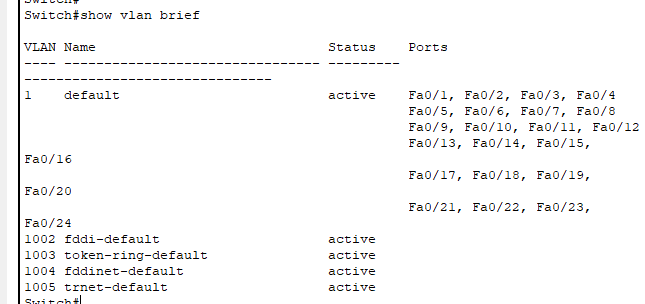 Switch#
Switch#show vlan brief
VLAN Name                             Status    Ports
---- -------------------------------- --------- -------------------------------
1    default                          active    Fa0/1, Fa0/2, Fa0/3, Fa0/4
                                                Fa0/5, Fa0/6, Fa0/7, Fa0/8
                                                Fa0/9, Fa0/10, Fa0/11, Fa0/12
                                                Fa0/13, Fa0/14, Fa0/15,
Fa0/16
                                                Fa0/17, Fa0/18, Fa0/19,
Fa0/20
                                                Fa0/21, Fa0/22, Fa0/23,
Fa0/24
1002 fddi-default                     active
1003 token-ring-default               active
1004 fddinet-default                  active
1005 trnet-default                    active
Switch#